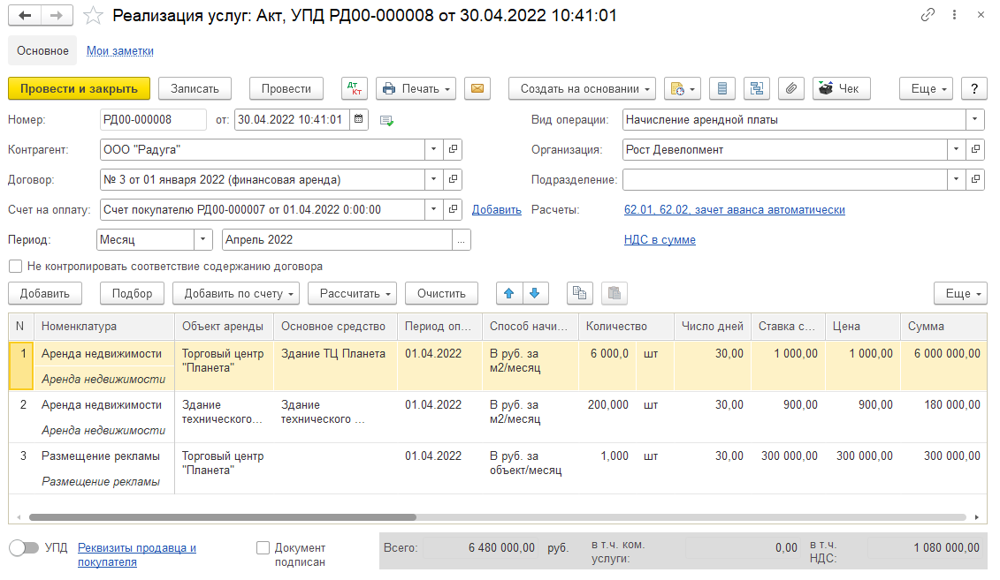 Реализация услуг: Акт, УПД РД00-000008 от 30.04.2022 10:41:01
Основное Мои заметки
Провести и закрыть Записать Провести Дт Кт Печать Создать на основании Чек Еще ?
Номер: РД00-000008 от: 30.04.2022 10:41:01 Вид операции: Начисление арендной платы
Контрагент: ООО "Радуга" Организация: Рост Девелопмент
Договор: № 3 от 01 января 2022 (финансовая аренда) Подразделение:
Счет на оплату: Счет покупателю РД00-000007 от 01.04.2022 0:00:00 Добавить Расчеты: 62.01, 62.02, зачет аванса автоматически
Период: Месяц Апрель 2022 ... НДС в сумме
Не контролировать соответствие содержанию договора
Добавить Подбор Добавить по счету Рассчитать Очистить Еще
N Номенклатура Объект аренды Основное средство Период оп... Способ начи... Количество Число дней Ставка с... Цена Сумма
1 Аренда недвижимости Торговый центр Здание ТЦ Планета 01.04.2022 В руб. за 6 000,0 шт 30,00 1 000,00 1 000,00 6 000 000,00
"Планета" м2/месяц
Аренда недвижимости
2 Аренда недвижимости Здание Здание 01.04.2022 В руб. за 200,000 шт 30,00 900,00 900,00 180 000,00
технического... технического ... м2/месяц
Аренда недвижимости
3 Размещение рекламы Торговый центр 01.04.2022 В руб. за 1,000 шт 30,00 300 000,00 300 000,00 300 000,00
"Планета" объект/месяц
Размещение рекламы
УПД Реквизиты продавца и Документ Всего: 6 480 000,00 руб. в т.ч. ком. 0,00 в т.ч. 1 080 000,00
покупателя подписан услуги: НДС: